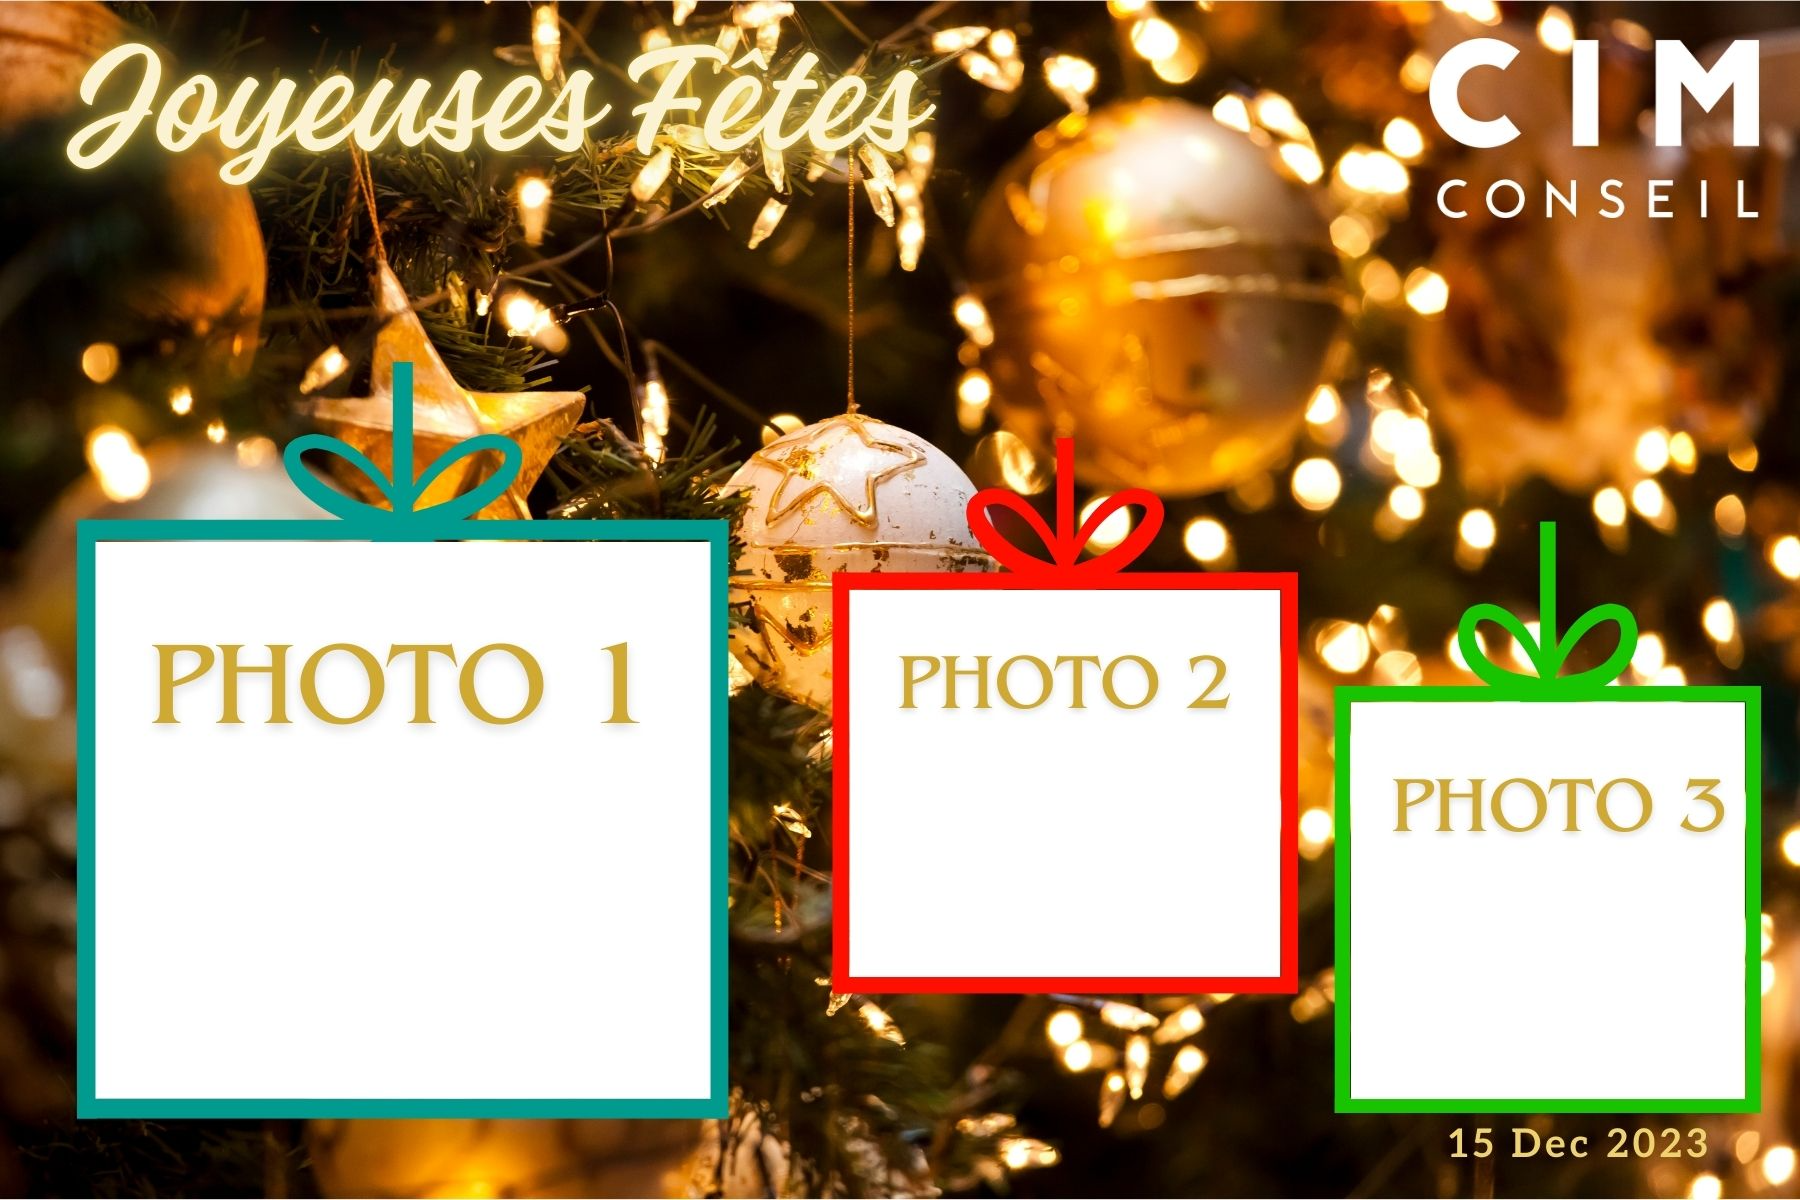 Joyeuses Fêtes
CIM
CONSEIL
PHOTO 1
PHOTO 2
PHOTO 3
15 Dec 2023